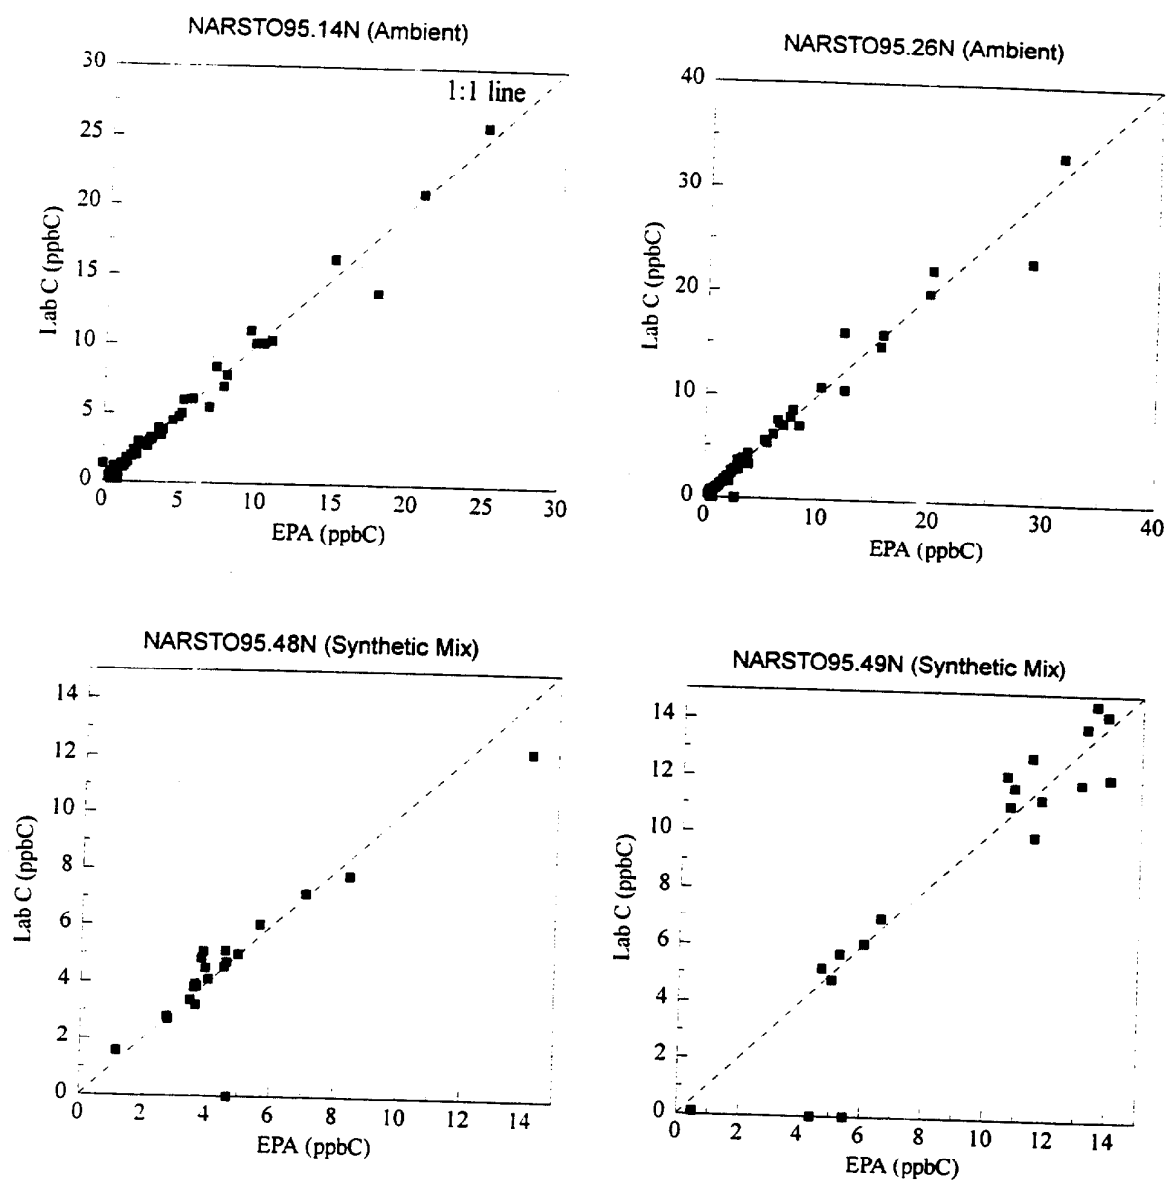 NARSTO95.14N (Ambient)
30
25
20
15
10
5
0
Lab C (ppbC)
1:1 line
0 5 10 15 20 25 30
EPA (ppbC)
NARSTO95.26N (Ambient)
40
30
20
10
0
Lab C (ppbC)
0 10 20 30 40
EPA (ppbC)
NARSTO95.48N (Synthetic Mix)
14
12
10
8
6
4
2
0
Lab C (ppbC)
0 2 4 6 8 10 12 14
EPA (ppbC)
NARSTO95.49N (Synthetic Mix)
14
12
10
8
6
4
2
0
Lab C (ppbC)
0 2 4 6 8 10 12 14
EPA (ppbC)